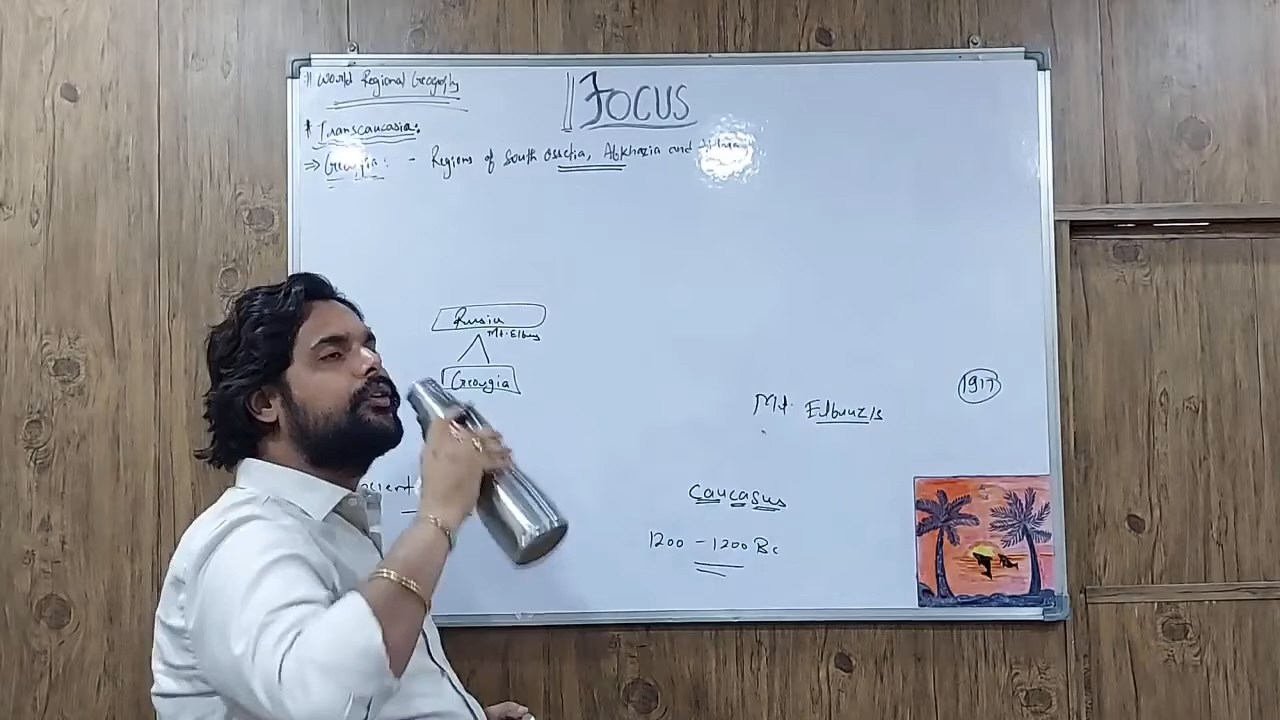 World Regional Geography
FOCUS
* Transcaucasia:
⇒ Georgia: - Regions of South Ossetia, Abkhazia and
Russia
Mt. Elbus
Georgia
1917
Mt. Elbruz/s
Caucasus
1200 - 1200 Bc